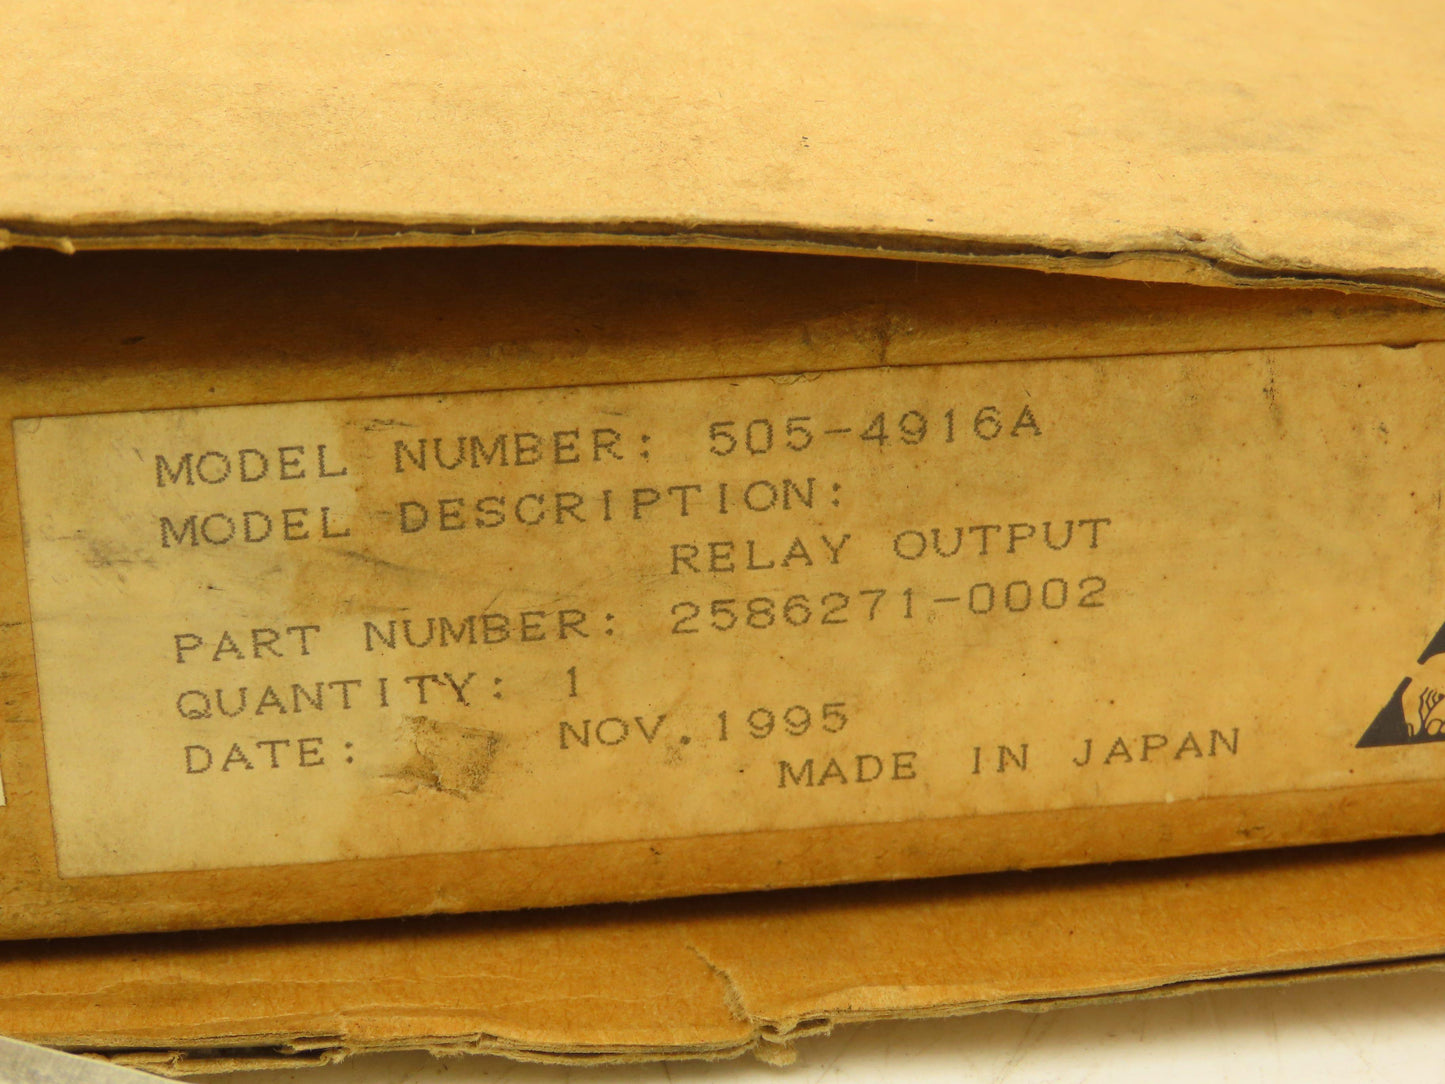 MODEL NUMBER: 505-4916A
MODEL DESCRIPTION:
RELAY OUTPUT
PART NUMBER: 2586271-0002
QUANTITY: 1
DATE: NOV.1995
MADE IN JAPAN